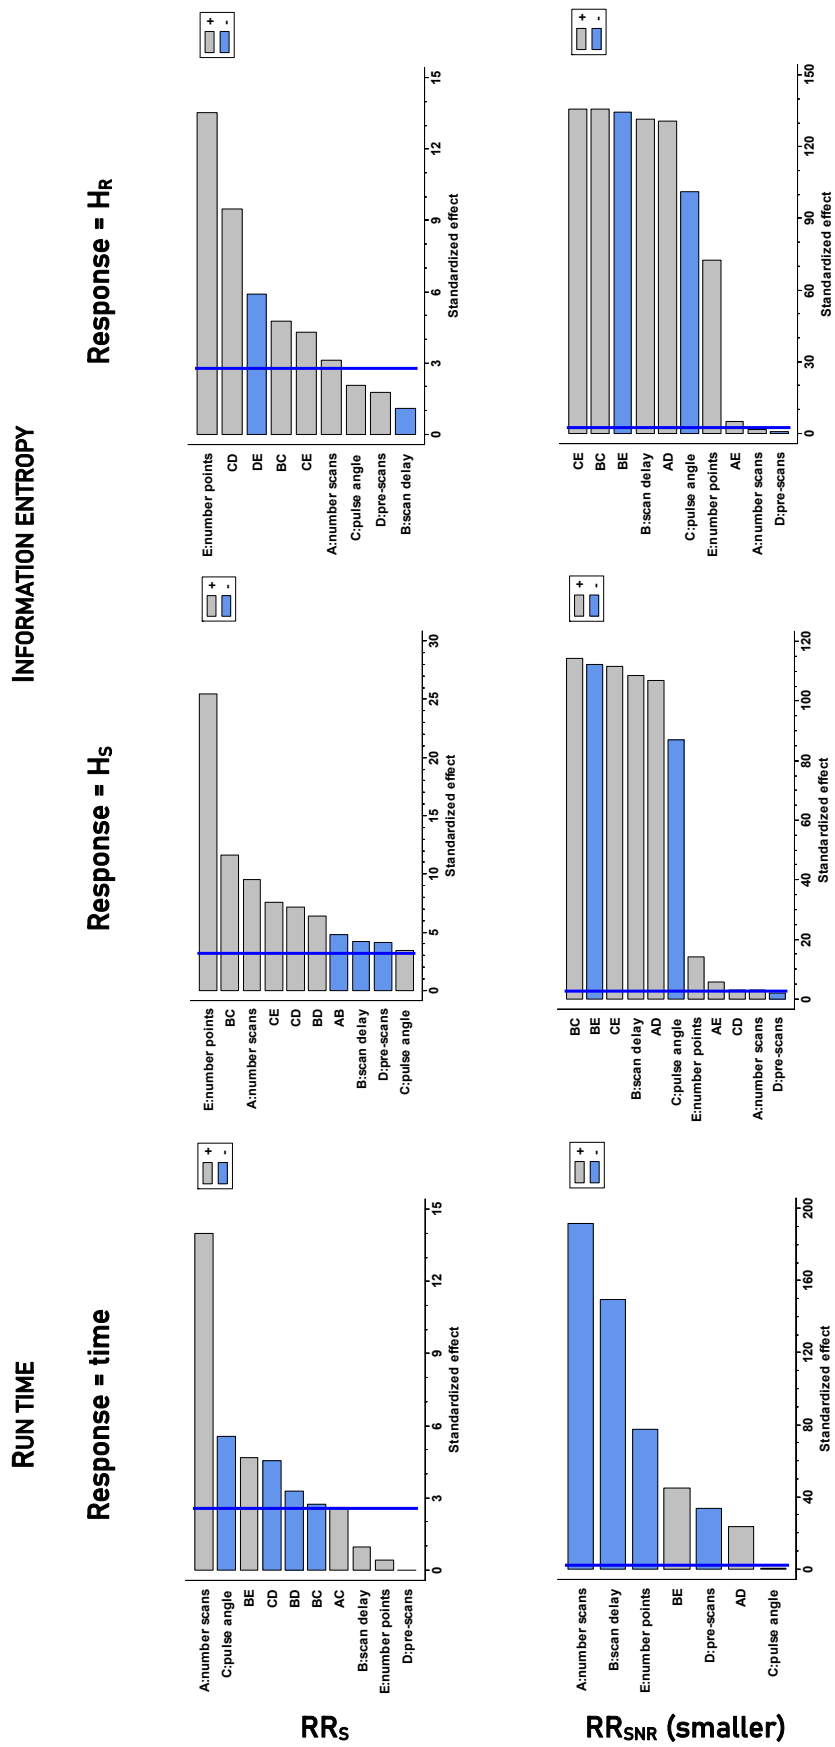 RUN TIME
INFORMATION ENTROPY
Response = time
Response = HS
Response = HR
RRS
A:number scans
C:pulse angle
BE
CD
BD
BC
AC
B:scan delay
E:number points
D:pre-scans
0 3 6 9 12 15
Standardized effect
+
-
E:number points
BC
A:number scans
CE
CD
BD
AB
B:scan delay
D:pre-scans
C:pulse angle
0 5 10 15 20 25 30
Standardized effect
+
-
E:number points
CD
DE
BC
CE
A:number scans
C:pulse angle
D:pre-scans
B:scan delay
0 3 6 9 12 15
Standardized effect
+
-
RRSNR (smaller)
A:number scans
B:scan delay
E:number points
BE
D:pre-scans
AD
C:pulse angle
0 40 80 120 160 200
Standardized effect
+
-
BC
BE
CE
B:scan delay
AD
C:pulse angle
E:number points
AE
CD
A:number scans
D:pre-scans
0 20 40 60 80 100 120
Standardized effect
+
-
CE
BC
BE
B:scan delay
AD
C:pulse angle
E:number points
AE
A:number scans
D:pre-scans
0 30 60 90 120 150
Standardized effect
+
-